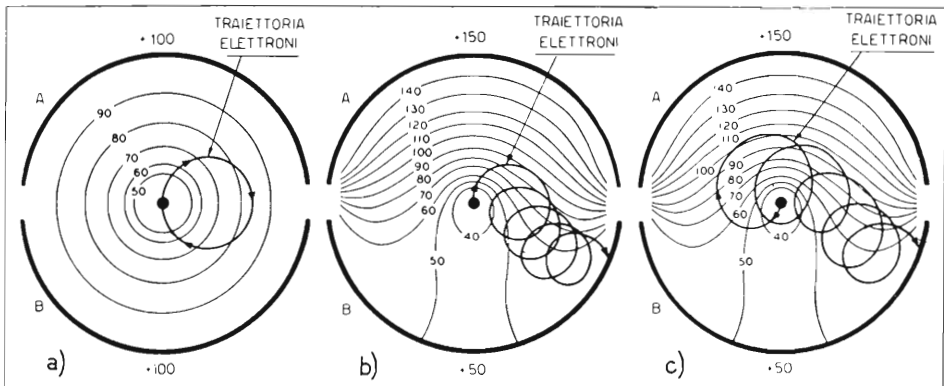 TRAIETTORIA
ELETTRONI
+100
A
90
80
70
60
50
B
a)
+100
TRAIETTORIA
ELETTRONI
+150
A
140
130
120
110
100
90
80
70
60
40
50
B
b)
+50
TRAIETTORIA
ELETTRONI
+150
A
140
130
120
110
100
90
80
70
60
40
50
B
c)
+50